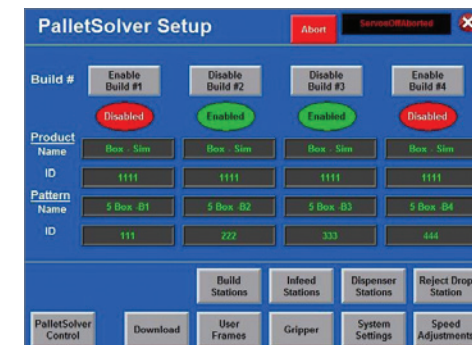 PalletSolver Setup
Abort
ServoOff/Aborted
Build #
Enable Build #1
Disable Build #2
Disable Build #3
Enable Build #4
Disabled
Enabled
Enabled
Disabled
Product
Name
Box - Sim
Box - Sim
Box - Sim
Box - Sim
ID
1111
1111
1111
1111
Pattern
Name
5 Box -B1
5 Box -B2
5 Box -B3
5 Box -B4
ID
111
222
333
444
Build Stations
Infeed Stations
Dispenser Stations
Reject Drop Station
PalletSolver Control
Download
User Frames
Gripper
System Settings
Speed Adjustments